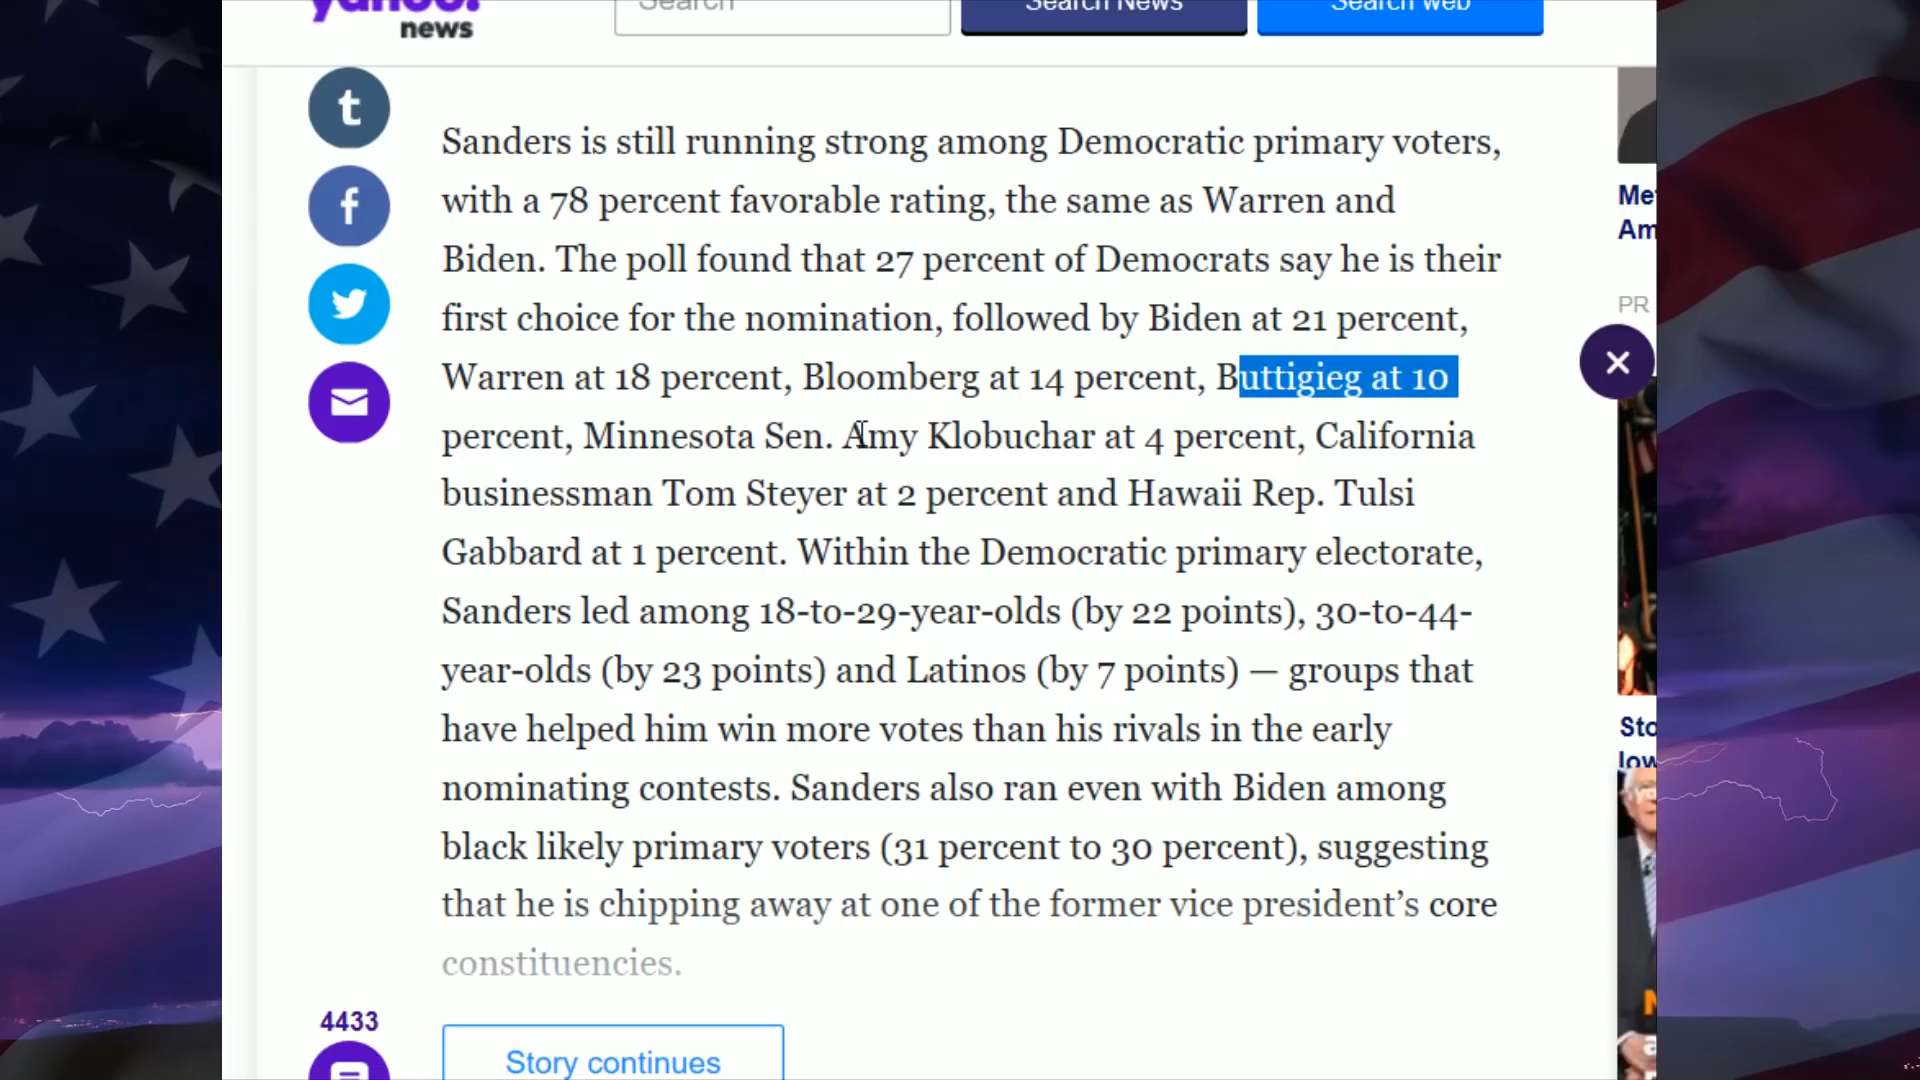 yahoo!
news
Search
Search News
Search Web
Sanders is still running strong among Democratic primary voters,
with a 78 percent favorable rating, the same as Warren and
Biden. The poll found that 27 percent of Democrats say he is their
first choice for the nomination, followed by Biden at 21 percent,
Warren at 18 percent, Bloomberg at 14 percent, Buttigieg at 10
percent, Minnesota Sen. Amy Klobuchar at 4 percent, California
businessman Tom Steyer at 2 percent and Hawaii Rep. Tulsi
Gabbard at 1 percent. Within the Democratic primary electorate,
Sanders led among 18-to-29-year-olds (by 22 points), 30-to-44-
year-olds (by 23 points) and Latinos (by 7 points) — groups that
have helped him win more votes than his rivals in the early
nominating contests. Sanders also ran even with Biden among
black likely primary voters (31 percent to 30 percent), suggesting
that he is chipping away at one of the former vice president’s core
constituencies.
4433
Story continues
Met
Am
PR
Sto
low